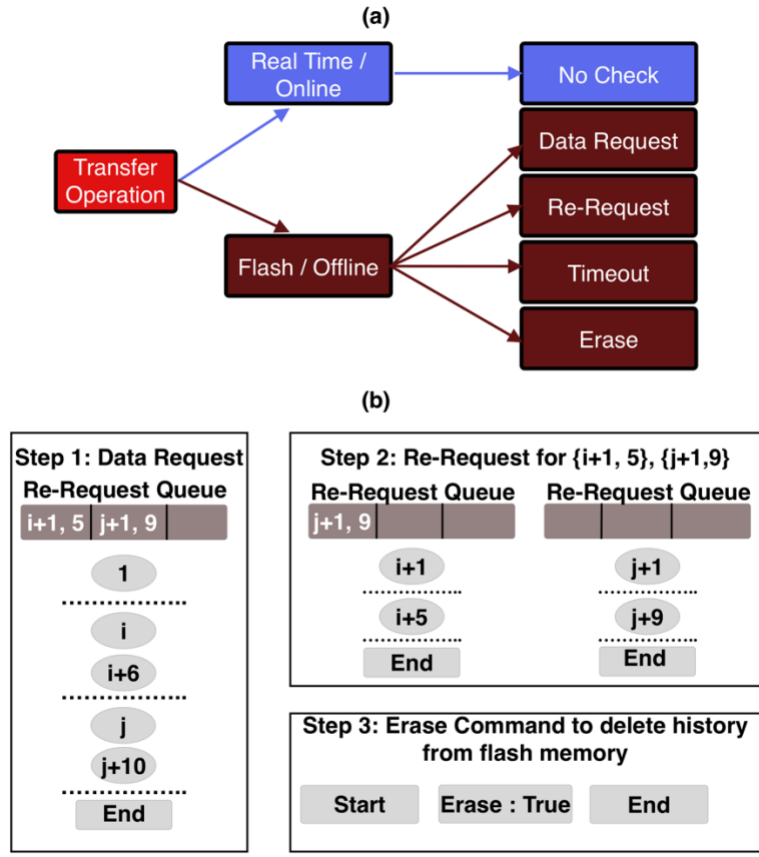 (a)
Real Time /
Online
No Check
Data Request
Transfer
Operation
Re-Request
Flash / Offline
Timeout
Erase
(b)
Step 1: Data Request
Re-Request Queue
i+1, 5 j+1, 9
1
i
i+6
j
j+10
End
Step 2: Re-Request for {i+1, 5}, {j+1,9}
Re-Request Queue
j+1, 9
i+1
i+5
End
Re-Request Queue
j+1
j+9
End
Step 3: Erase Command to delete history
from flash memory
Start Erase : True End